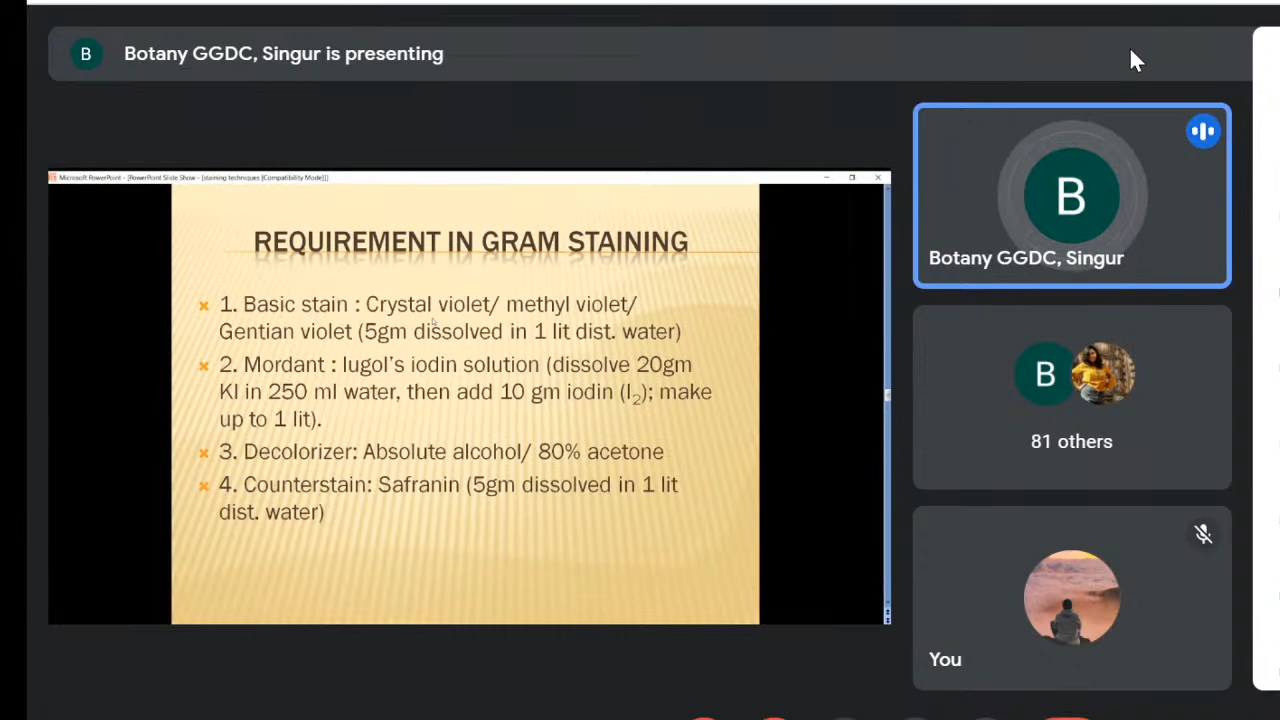 B Botany GGDC, Singur is presenting
Microsoft PowerPoint - [PowerPoint Slide Show - [staining techniques [Compatibility Mode]]]
REQUIREMENT IN GRAM STAINING
1. Basic stain : Crystal violet/ methyl violet/
Gentian violet (5gm dissolved in 1 lit dist. water)
2. Mordant : lugol’s iodin solution (dissolve 20gm
KI in 250 ml water, then add 10 gm iodin (I₂); make
up to 1 lit).
3. Decolorizer: Absolute alcohol/ 80% acetone
4. Counterstain: Safranin (5gm dissolved in 1 lit
dist. water)
B
Botany GGDC, Singur
B
81 others
You